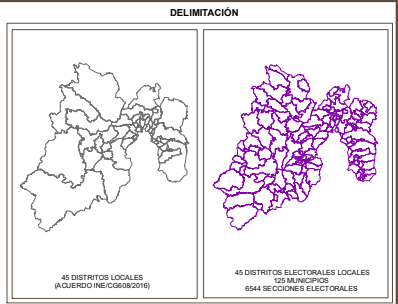 DELIMITACIÓN
45 DISTRITOS LOCALES
(ACUERDO INE/CG608/2016)
45 DISTRITOS ELECTORALES LOCALES
125 MUNICIPIOS
6544 SECCIONES ELECTORALES